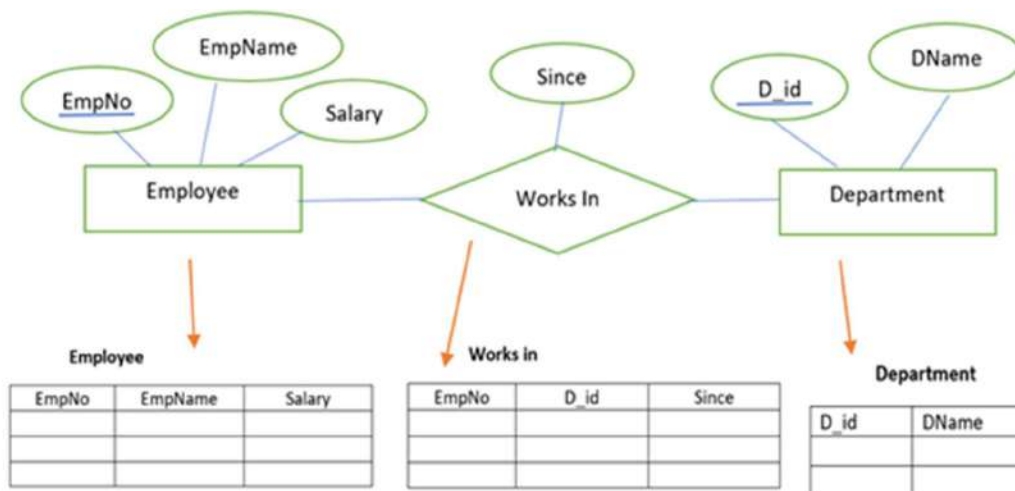 EmpName
EmpNo
Salary
Since
D_id
DName
Employee
Works In
Department
Employee
EmpNo EmpName Salary
Works in
EmpNo D_id Since
Department
D_id DName